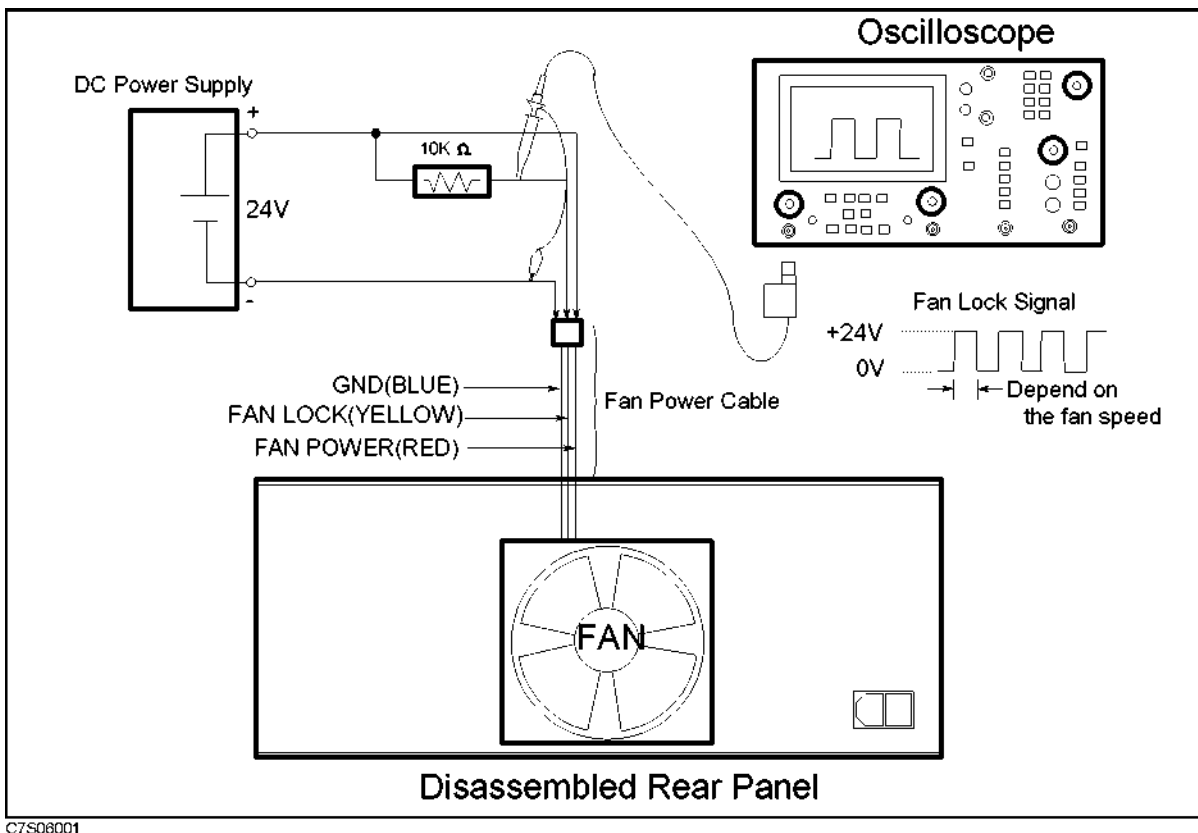 Oscilloscope
DC Power Supply
+
10K Ω
24V
-
Fan Lock Signal
+24V
0V
Depend on
the fan speed
GND(BLUE)
FAN LOCK(YELLOW)
FAN POWER(RED)
Fan Power Cable
FAN
Disassembled Rear Panel
C7S06001